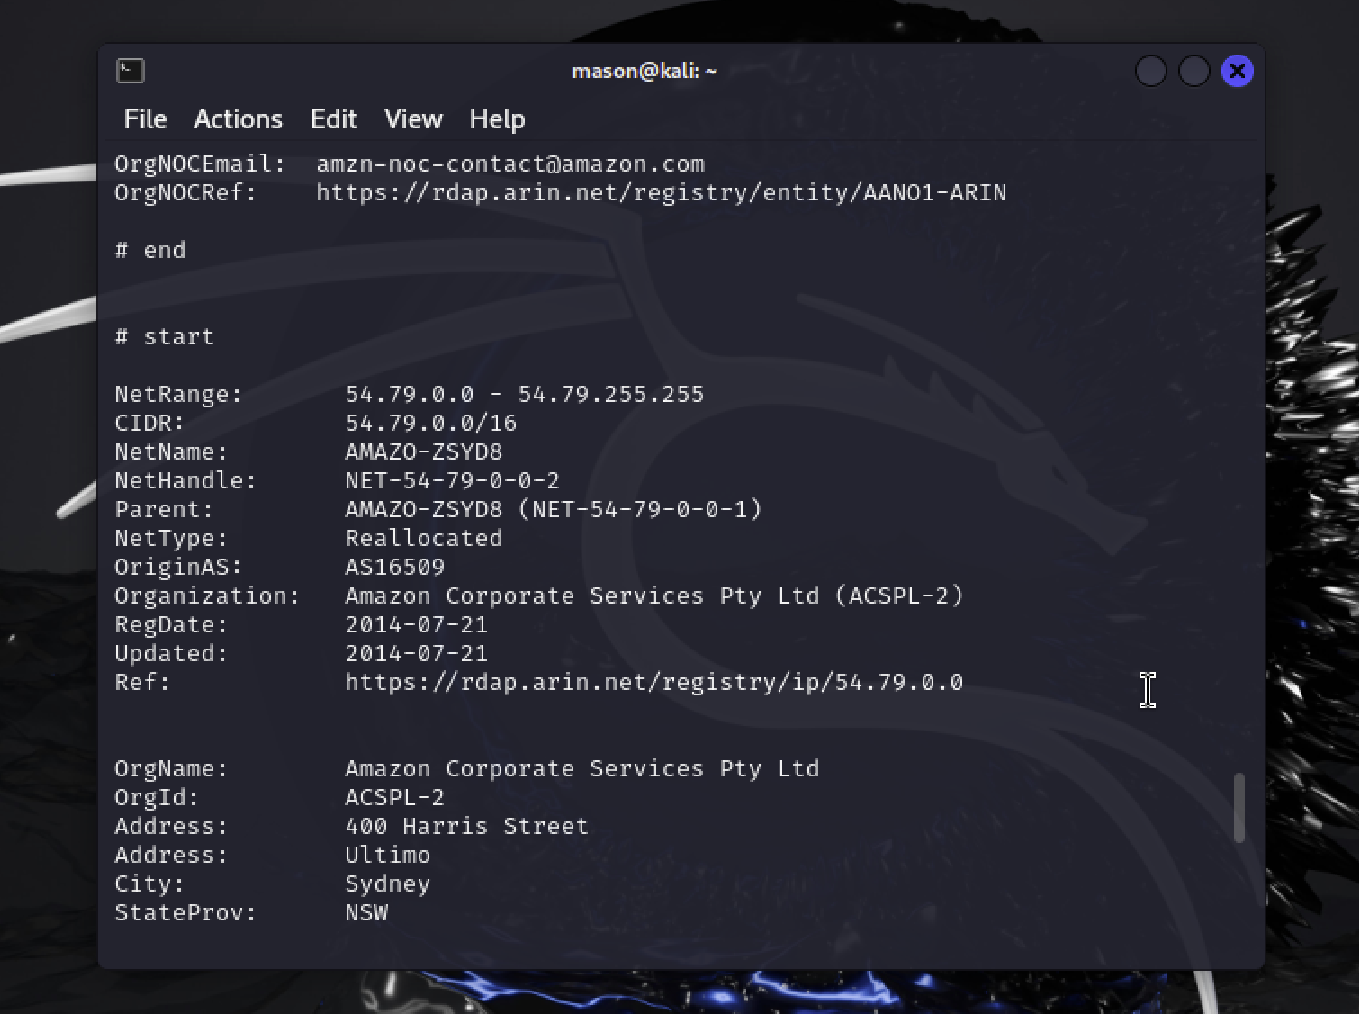 mason@kali: ~
File Actions Edit View Help
OrgNOCEmail: amzn-noc-contact@amazon.com
OrgNOCRef: https://rdap.arin.net/registry/entity/AANO1-ARIN
# end
# start
NetRange: 54.79.0.0 - 54.79.255.255
CIDR: 54.79.0.0/16
NetName: AMAZO-ZSYD8
NetHandle: NET-54-79-0-0-2
Parent: AMAZO-ZSYD8 (NET-54-79-0-0-1)
NetType: Reallocated
OriginAS: AS16509
Organization: Amazon Corporate Services Pty Ltd (ACSPL-2)
RegDate: 2014-07-21
Updated: 2014-07-21
Ref: https://rdap.arin.net/registry/ip/54.79.0.0
OrgName: Amazon Corporate Services Pty Ltd
OrgId: ACSPL-2
Address: 400 Harris Street
Address: Ultimo
City: Sydney
StateProv: NSW